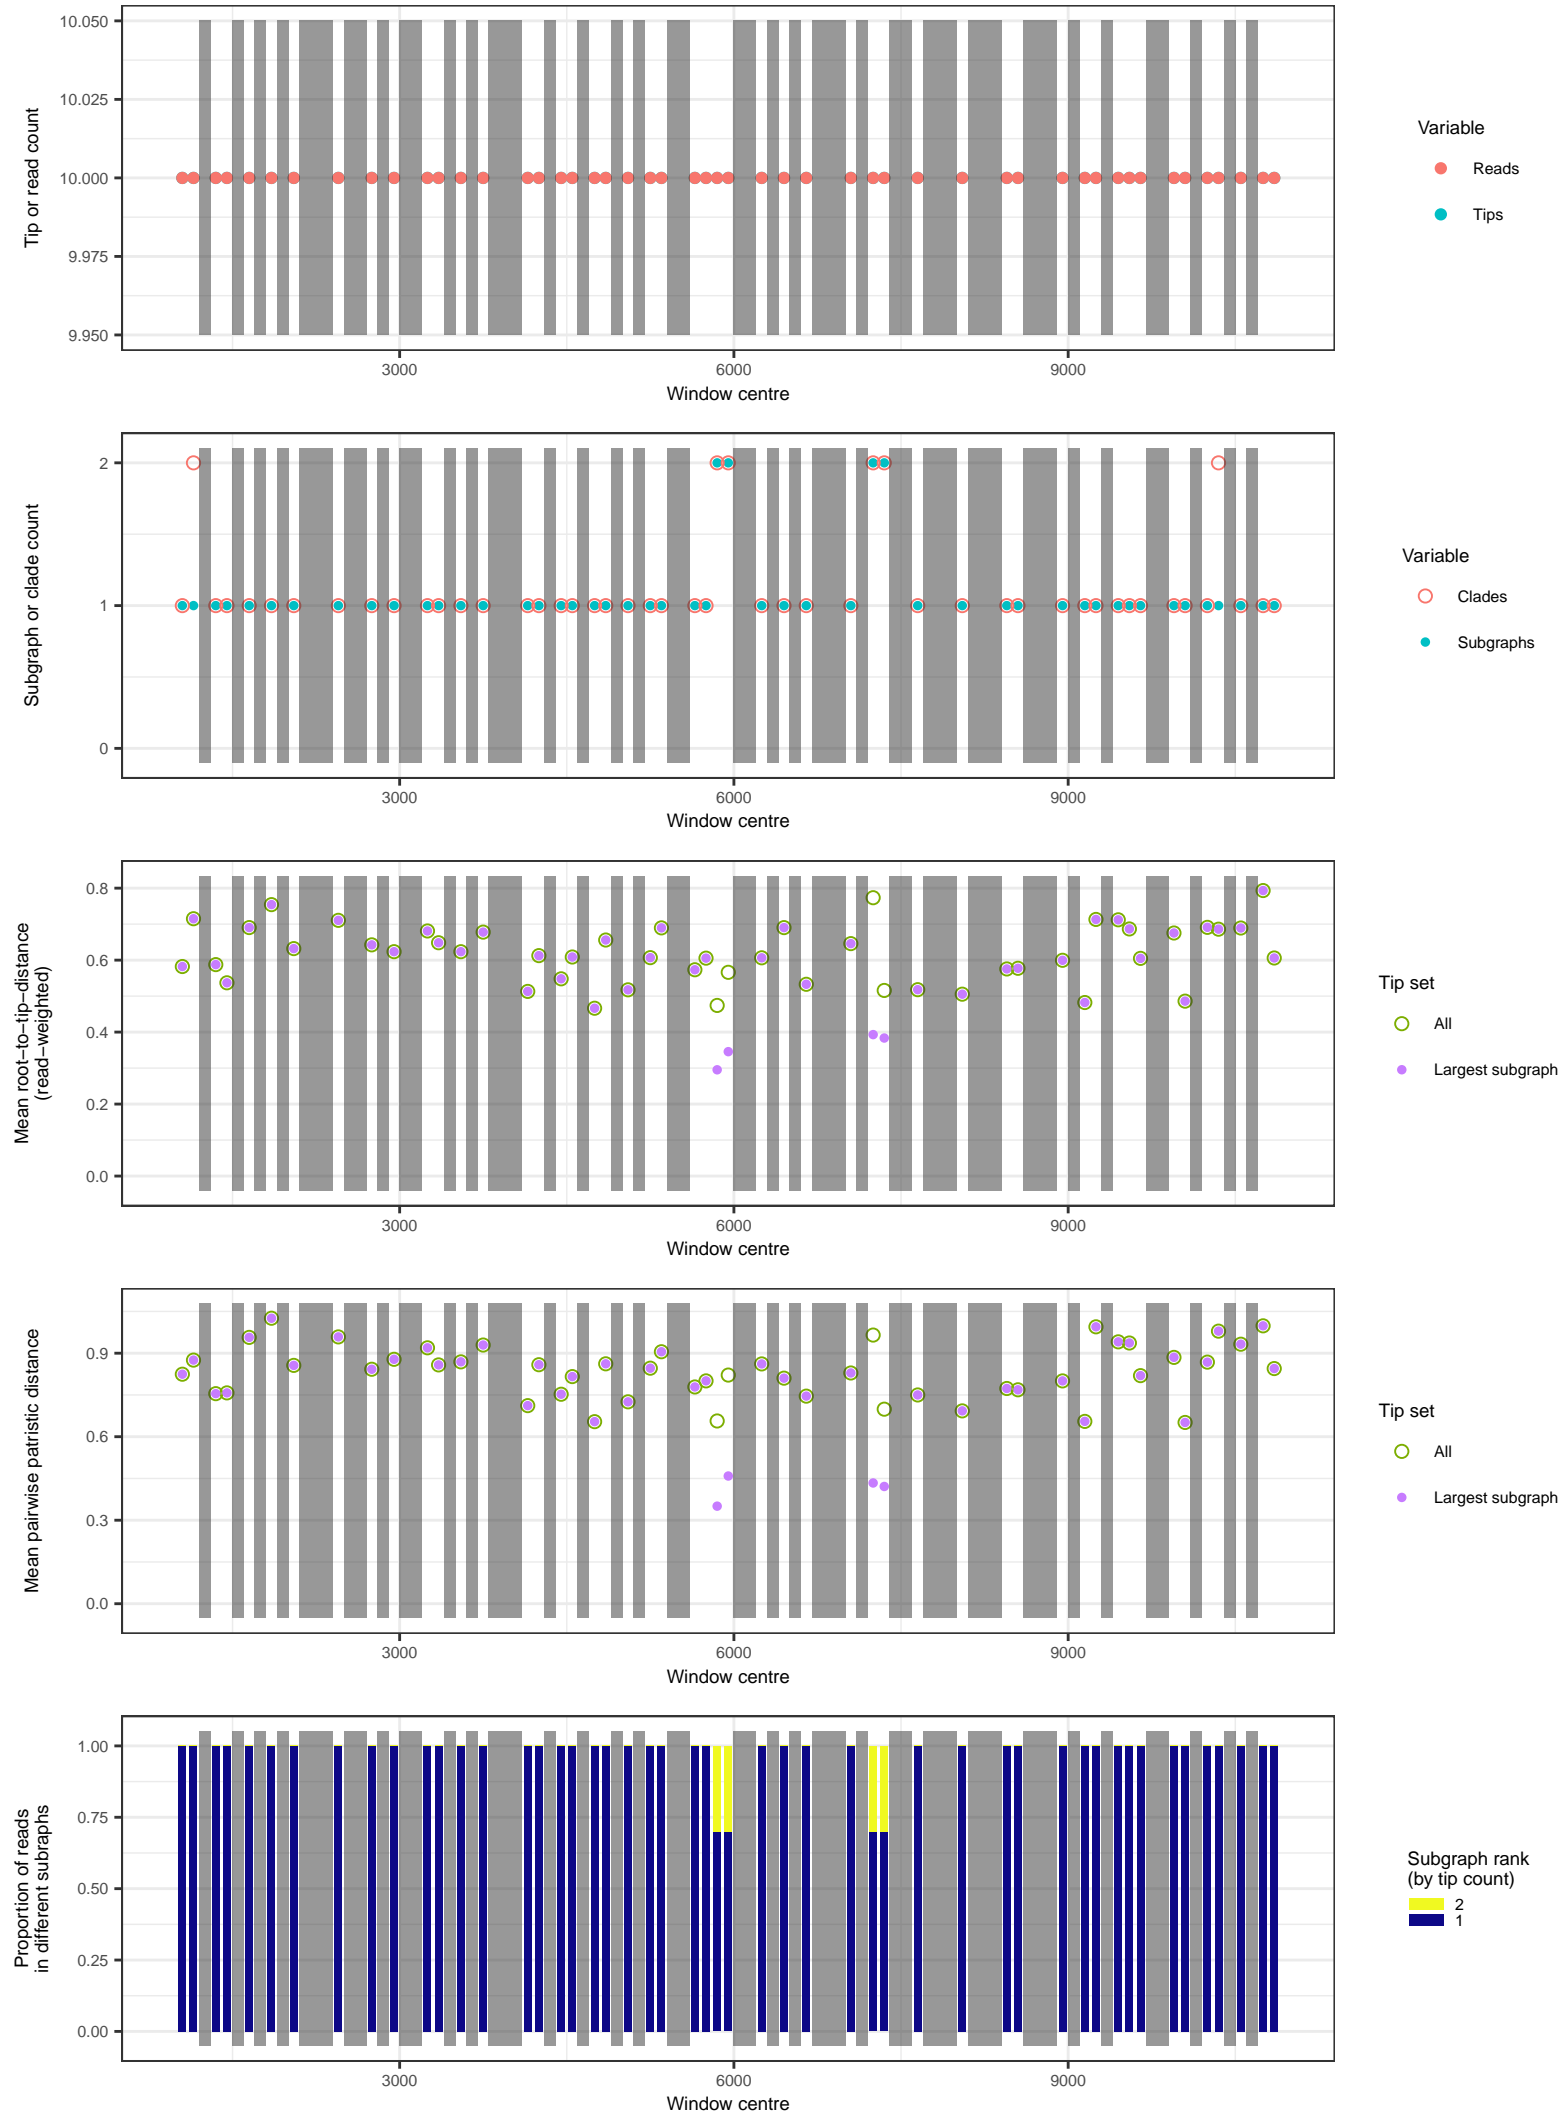 10.050
10.025
10.000
9.975
9.950
Tip or read count
3000
6000
9000
Window centre
Variable
Reads
Tips
2
1
0
Subgraph or clade count
3000
6000
9000
Window centre
Variable
Clades
Subgraphs
0.8
0.6
0.4
0.2
0.0
Mean root−to−tip−distance
(read−weighted)
3000
6000
9000
Window centre
Tip set
All
Largest subgraph
0.9
0.6
0.3
0.0
Mean pairwise patristic distance
3000
6000
9000
Window centre
Tip set
All
Largest subgraph
1.00
0.75
0.50
0.25
0.00
Proportion of reads
in different subraphs
3000
6000
9000
Window centre
Subgraph rank
(by tip count)
2
1